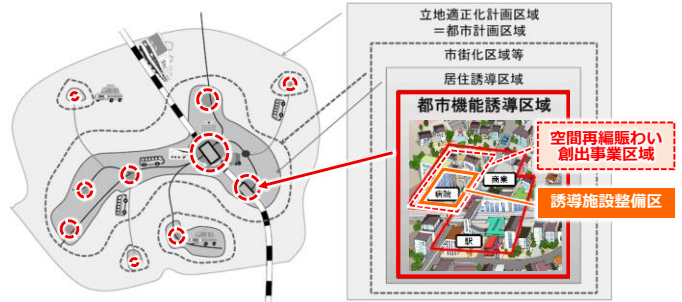 立地適正化計画区域
＝都市計画区域
市街化区域等
居住誘導区域
都市機能誘導区域
空間再編賑わい
創出事業区域
商業
病院
誘導施設整備区
駅